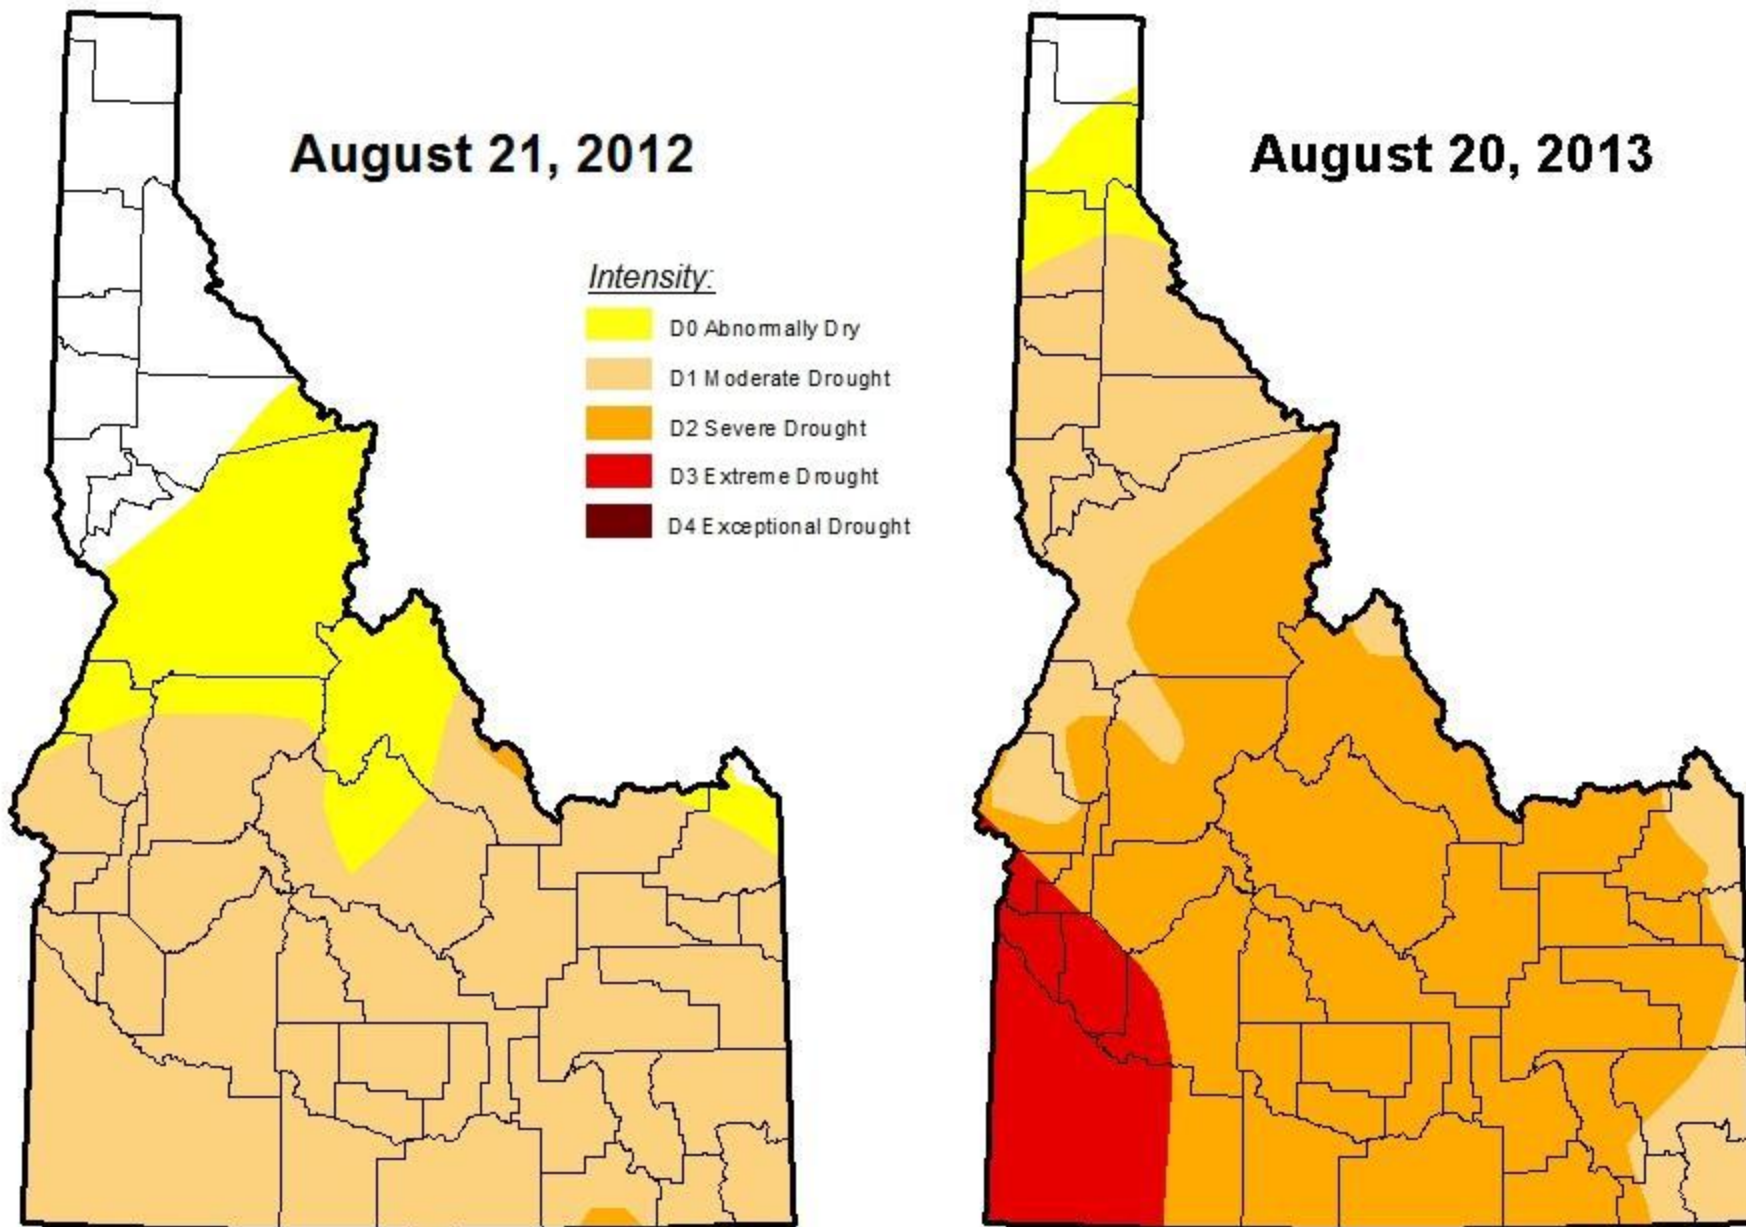 August 21, 2012
August 20, 2013
Intensity:
D0 Abnormally Dry
D1 Moderate Drought
D2 Severe Drought
D3 Extreme Drought
D4 Exceptional Drought